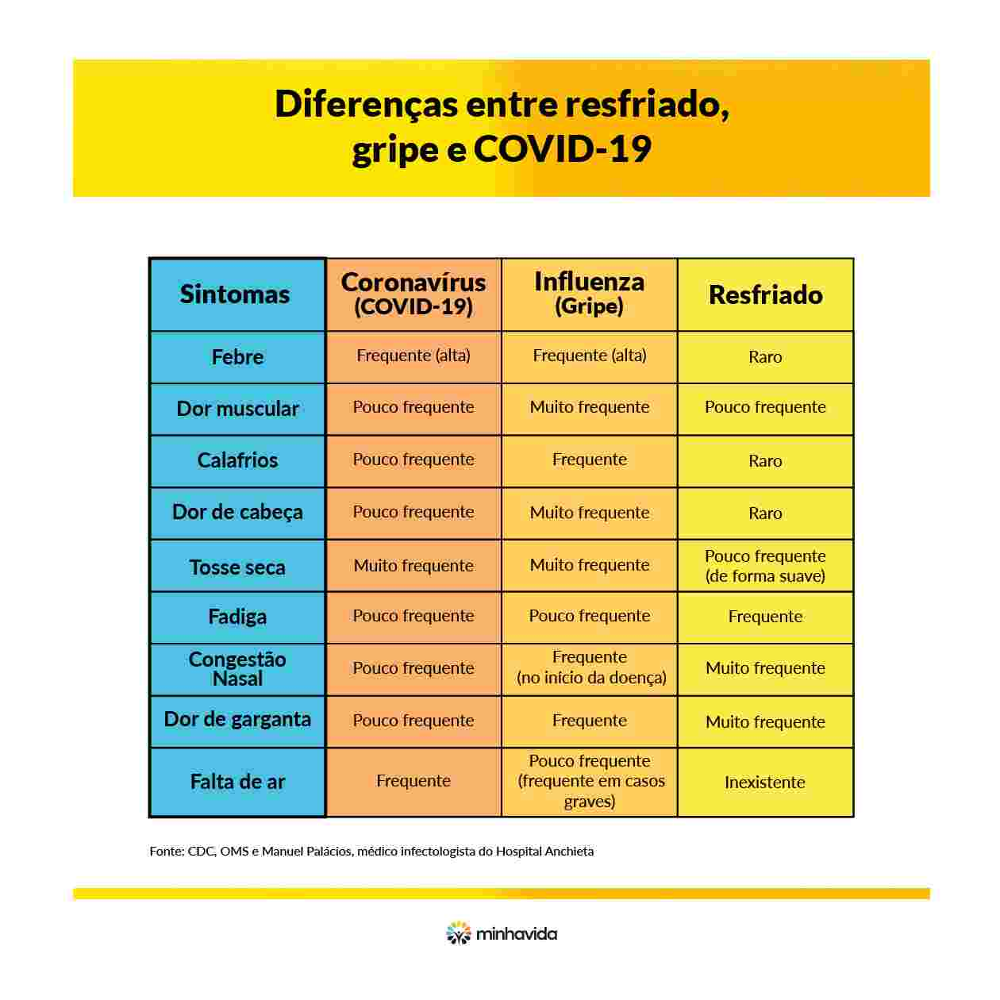 Diferenças entre resfriado,
gripe e COVID-19
Sintomas
Coronavírus
(COVID-19)
Influenza
(Gripe)
Resfriado
Febre
Frequente (alta)
Frequente (alta)
Raro
Dor muscular
Pouco frequente
Muito frequente
Pouco frequente
Calafrios
Pouco frequente
Frequente
Raro
Dor de cabeça
Pouco frequente
Muito frequente
Raro
Tosse seca
Muito frequente
Muito frequente
Pouco frequente
(de forma suave)
Fadiga
Pouco frequente
Pouco frequente
Frequente
Congestão
Nasal
Pouco frequente
Frequente
(no início da doença)
Muito frequente
Dor de garganta
Pouco frequente
Frequente
Muito frequente
Falta de ar
Frequente
Pouco frequente
(frequente em casos
graves)
Inexistente
Fonte: CDC, OMS e Manuel Palácios, médico infectologista do Hospital Anchieta
minhavida